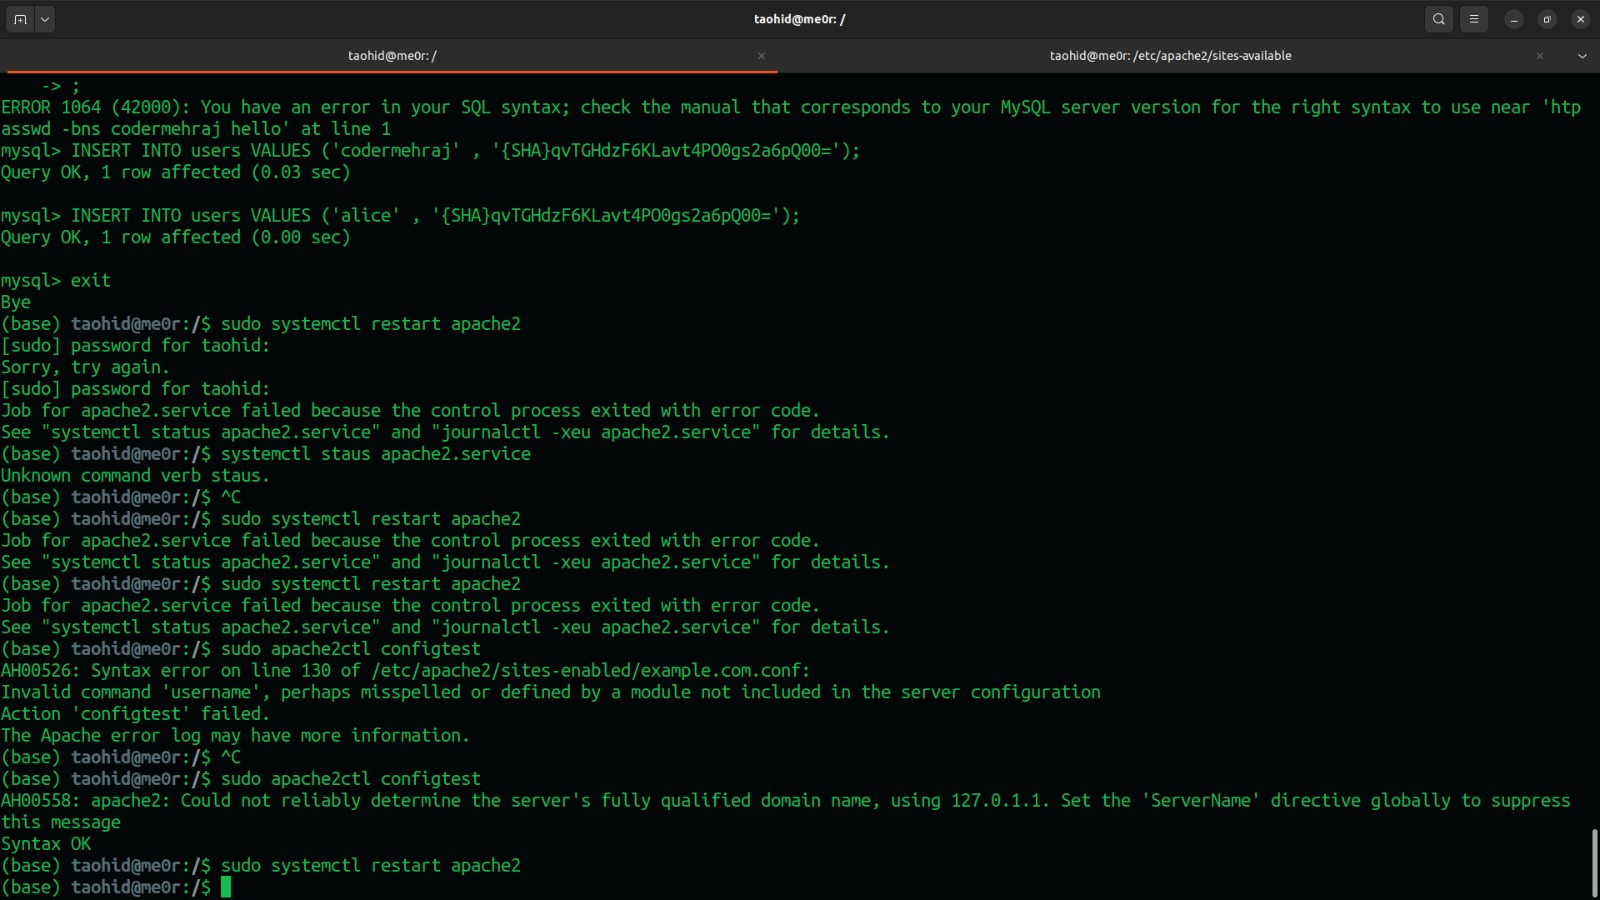 taohid@me0r: /
taohid@me0r: /
taohid@me0r: /etc/apache2/sites-available
    -> ;
ERROR 1064 (42000): You have an error in your SQL syntax; check the manual that corresponds to your MySQL server version for the right syntax to use near 'htp
asswd -bns codermehraj hello' at line 1
mysql> INSERT INTO users VALUES ('codermehraj' , '{SHA}qvTGHdzF6KLavt4PO0gs2a6pQ00=');
Query OK, 1 row affected (0.03 sec)

mysql> INSERT INTO users VALUES ('alice' , '{SHA}qvTGHdzF6KLavt4PO0gs2a6pQ00=');
Query OK, 1 row affected (0.00 sec)

mysql> exit
Bye
(base) taohid@me0r:/$ sudo systemctl restart apache2
[sudo] password for taohid:
Sorry, try again.
[sudo] password for taohid:
Job for apache2.service failed because the control process exited with error code.
See "systemctl status apache2.service" and "journalctl -xeu apache2.service" for details.
(base) taohid@me0r:/$ systemctl staus apache2.service
Unknown command verb staus.
(base) taohid@me0r:/$ ^C
(base) taohid@me0r:/$ sudo systemctl restart apache2
Job for apache2.service failed because the control process exited with error code.
See "systemctl status apache2.service" and "journalctl -xeu apache2.service" for details.
(base) taohid@me0r:/$ sudo systemctl restart apache2
Job for apache2.service failed because the control process exited with error code.
See "systemctl status apache2.service" and "journalctl -xeu apache2.service" for details.
(base) taohid@me0r:/$ sudo apache2ctl configtest
AH00526: Syntax error on line 130 of /etc/apache2/sites-enabled/example.com.conf:
Invalid command 'username', perhaps misspelled or defined by a module not included in the server configuration
Action 'configtest' failed.
The Apache error log may have more information.
(base) taohid@me0r:/$ ^C
(base) taohid@me0r:/$ sudo apache2ctl configtest
AH00558: apache2: Could not reliably determine the server's fully qualified domain name, using 127.0.1.1. Set the 'ServerName' directive globally to suppress
this message
Syntax OK
(base) taohid@me0r:/$ sudo systemctl restart apache2
(base) taohid@me0r:/$